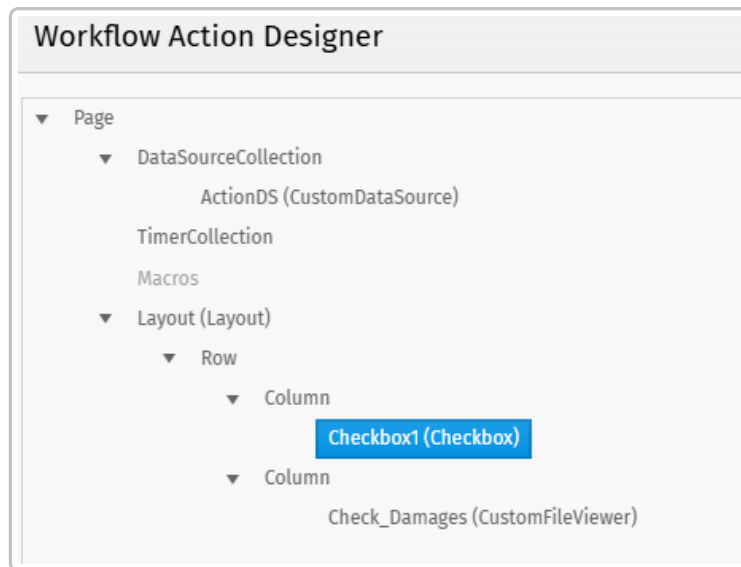 Workflow Action Designer
Page
DataSourceCollection
ActionDS (CustomDataSource)
TimerCollection
Macros
Layout (Layout)
Row
Column
Checkbox1 (Checkbox)
Column
Check_Damages (CustomFileViewer)